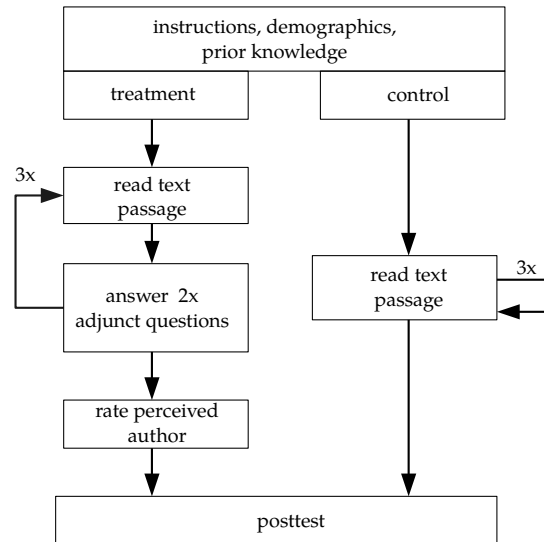 instructions, demographics,
prior knowledge
treatment
control
3x
read text
passage
answer 2x
adjunct questions
rate perceived
author
read text
passage
3x
posttest